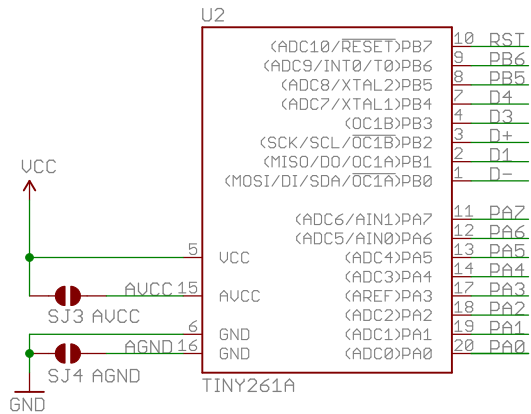 U2
(ADC10/RESET)PB7 10 RST
(ADC9/INT0/T0)PB6 9 PB6
(ADC8/XTAL2)PB5 8 PB5
(ADC7/XTAL1)PB4 7 D4
(OC1B)PB3 4 D3
(SCK/SCL/OC1B)PB2 3 D+
(MISO/DO/OC1A)PB1 2 D1
(MOSI/DI/SDA/OC1A)PB0 1 D-
VCC
(ADC6/AIN1)PA7 11 PA7
(ADC5/AIN0)PA6 12 PA6
5 VCC (ADC4)PA5 13 PA5
(ADC3)PA4 14 PA4
AVCC 15 AVCC (AREF)PA3 17 PA3
SJ3 AVCC (ADC2)PA2 18 PA2
6 GND (ADC1)PA1 19 PA1
AGND 16 GND (ADC0)PA0 20 PA0
SJ4 AGND
TINY261A
GND